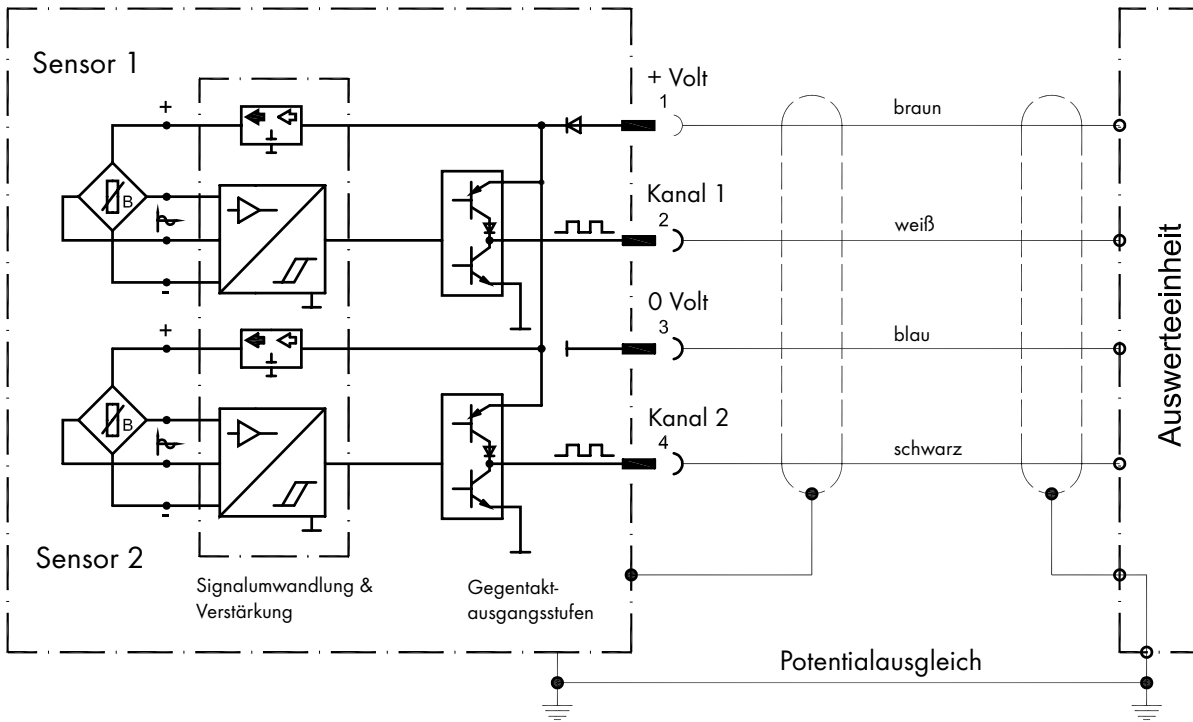 Sensor 1
+ Volt
1
braun
+
B
-
Kanal 1
2
weiß
0 Volt
3
blau
+
B
-
Kanal 2
4
schwarz
Sensor 2
Signalumwandlung &
Verstärkung
Gegentakt-
ausgangsstufen
Auswerteeinheit
Potentialausgleich